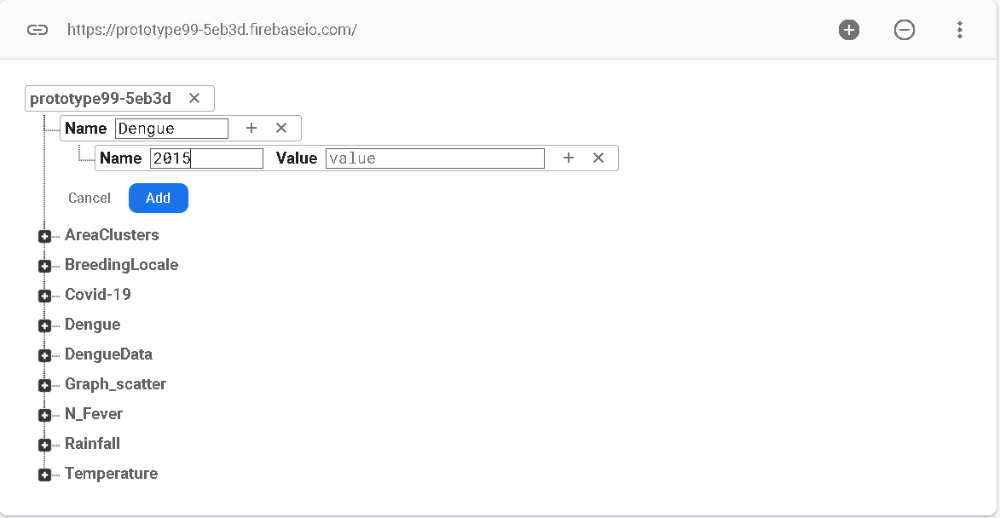 https://prototype99-5eb3d.firebaseio.com/
prototype99-5eb3d
Name Dengue
Name 2015 Value value
Cancel Add
AreaClusters
BreedingLocale
Covid-19
Dengue
DengueData
Graph_scatter
N_Fever
Rainfall
Temperature